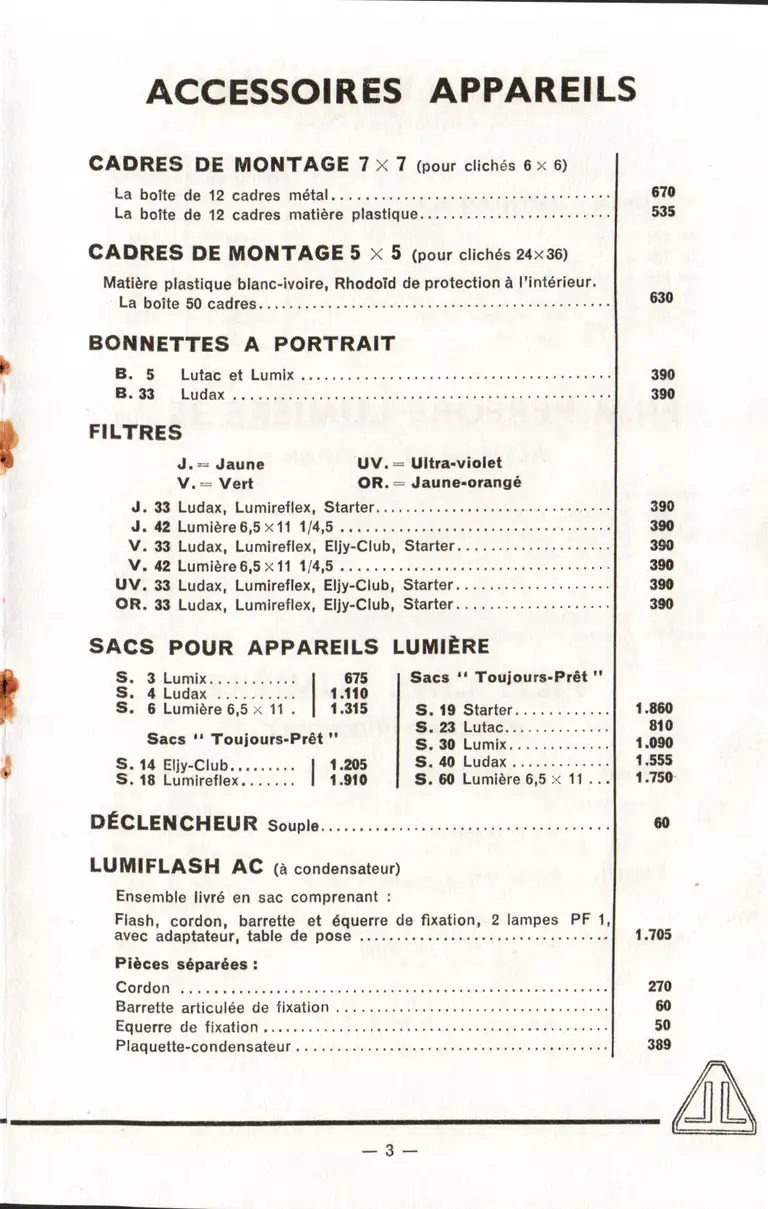 ACCESSOIRES APPAREILS
CADRES DE MONTAGE 7 × 7 (pour clichés 6 × 6)
La boîte de 12 cadres métal................................... 670
La boîte de 12 cadres matière plastique........................ 535
CADRES DE MONTAGE 5 × 5 (pour clichés 24x36)
Matière plastique blanc-ivoire, Rhodoïd de protection à l'intérieur.
La boîte 50 cadres............................................ 630
BONNETTES A PORTRAIT
B. 5 Lutac et Lumix ....................................... 390
B. 33 Ludax ................................................ 390
FILTRES
J. = Jaune UV. = Ultra-violet
V. = Vert OR. = Jaune-orangé
J. 33 Ludax, Lumireflex, Starter.............................. 390
J. 42 Lumière 6,5 × 11 1/4,5 .................................. 390
V. 33 Ludax, Lumireflex, Eljy-Club, Starter................... 390
V. 42 Lumière 6,5 × 11 1/4,5 .................................. 390
UV. 33 Ludax, Lumireflex, Eljy-Club, Starter................... 390
OR. 33 Ludax, Lumireflex, Eljy-Club, Starter................... 390
SACS POUR APPAREILS LUMIÈRE
S. 3 Lumix........... 675
S. 4 Ludax .......... 1.110
S. 6 Lumière 6,5 × 11 . 1.315
Sacs " Toujours-Prêt "
S. 14 Eljy-Club......... 1.205
S. 18 Lumireflex....... 1.910
Sacs " Toujours-Prêt "
S. 19 Starter............ 1.860
S. 23 Lutac............. 810
S. 30 Lumix............. 1.090
S. 40 Ludax ............ 1.555
S. 60 Lumière 6,5 × 11 ... 1.750
DÉCLENCHEUR Souple..................................... 60
LUMIFLASH AC (à condensateur)
Ensemble livré en sac comprenant :
Flash, cordon, barrette et équerre de fixation, 2 lampes PF 1,
avec adaptateur, table de pose ................................ 1.705
Pièces séparées :
Cordon ...................................................... 270
Barrette articulée de fixation .................................. 60
Equerre de fixation............................................ 50
Plaquette-condensateur........................................ 389
JL
— 3 —